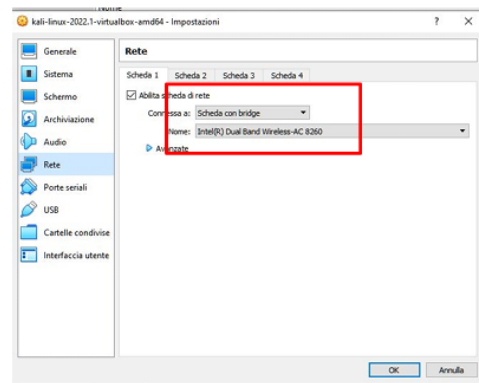 Nome
kali-linux-2022.1-virtualbox-amd64 - Impostazioni
?
Generale
Sistema
Schermo
Archiviazione
Audio
Rete
Porte seriali
USB
Cartelle condivise
Interfaccia utente
Rete
Scheda 1 Scheda 2 Scheda 3 Scheda 4
Abilita scheda di rete
Connessa a: Scheda con bridge
Nome: Intel(R) Dual Band Wireless-AC 8260
Avanzate
OK Annulla